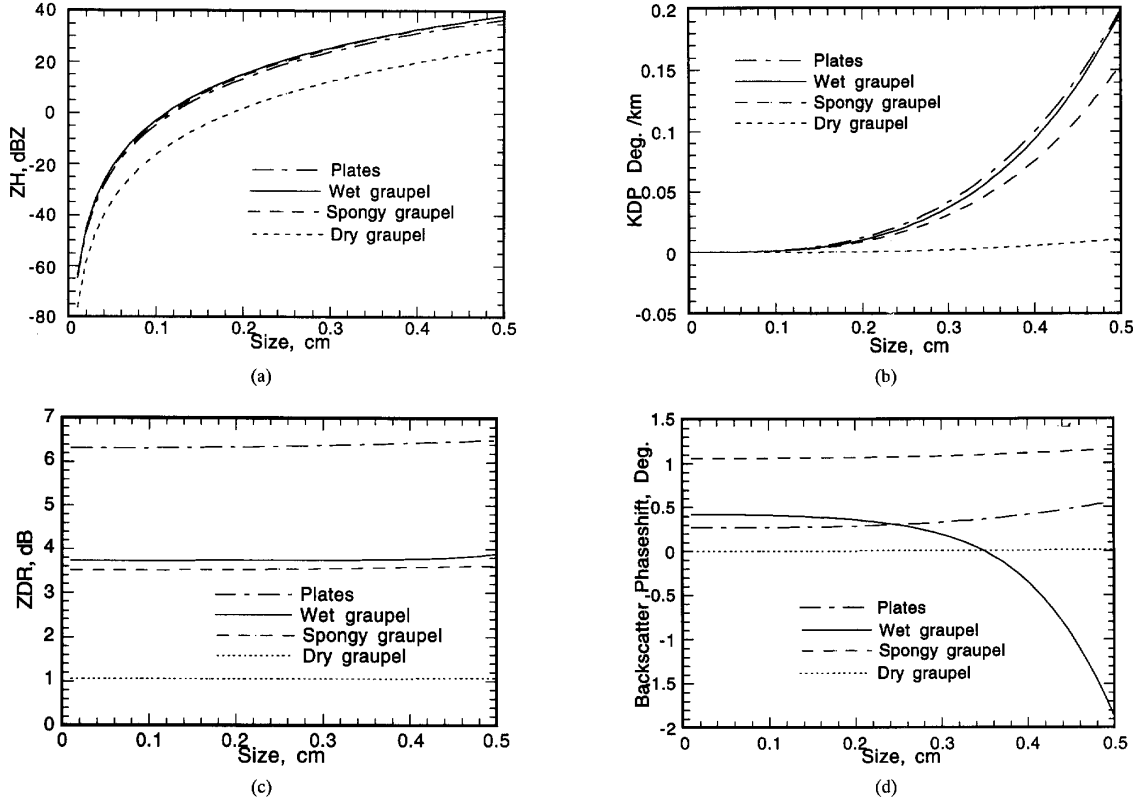 40
20
0
-20
-40
-60
-80
ZH, dBZ
Plates
Wet graupel
Spongy graupel
Dry graupel
0
0.1
0.2
0.3
0.4
0.5
Size, cm
(a)
0.2
0.15
0.1
0.05
0
-0.05
KDP Deg. /km
Plates
Wet graupel
Spongy graupel
Dry graupel
0
0.1
0.2
0.3
0.4
0.5
Size, cm
(b)
7
6
5
4
3
2
1
0
ZDR, dB
Plates
Wet graupel
Spongy graupel
Dry graupel
0
0.1
0.2
0.3
0.4
0.5
Size, cm
(c)
1.5
1
0.5
0
-0.5
-1
-1.5
-2
Backscatter Phaseshift, Deg.
Plates
Wet graupel
Spongy graupel
Dry graupel
0
0.1
0.2
0.3
0.4
0.5
Size, cm
(d)